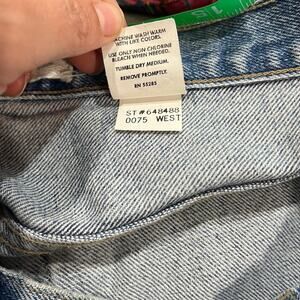 MACHINE WASH WARM
WITH LIKE COLORS.
USE ONLY NON CHLORINE
BLEACH WHEN NEEDED.
TUMBLE DRY MEDIUM.
REMOVE PROMPTLY.
RN 55285
ST#648488
0075 WEST